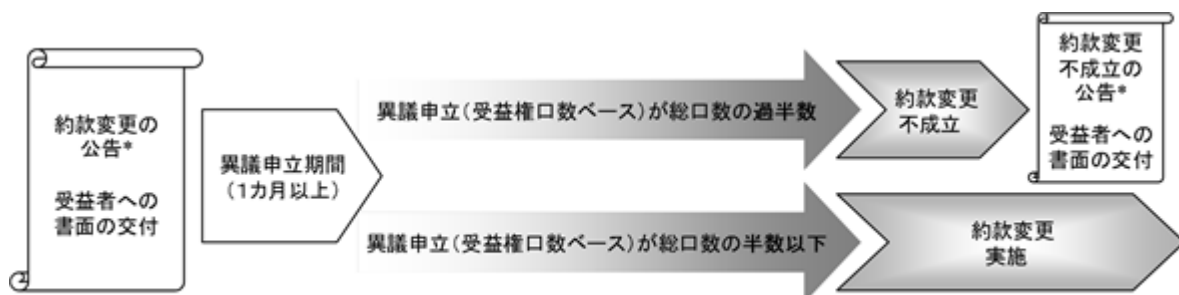 約款変更の
公告*
受益者への
書面の交付
異議申立期間
（1カ月以上）
異議申立（受益権口数ベース）が総口数の過半数
約款変更
不成立
約款変更
不成立の
公告*
受益者への
書面の交付
異議申立（受益権口数ベース）が総口数の半数以下
約款変更
実施